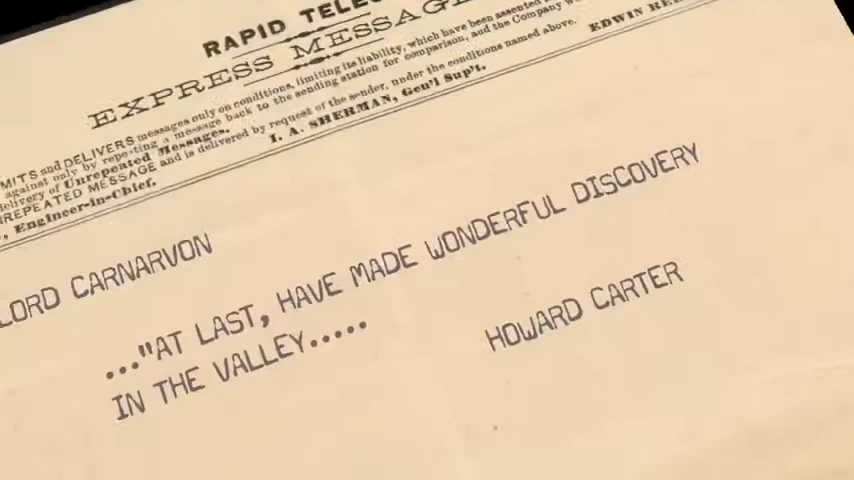 RAPID TELE
EXPRESS MESSAGE
MITS and DELIVERS messages only on conditions, limiting its liability, which have been assented
against only by repeating a message back to the sending station for comparison, and the Company
delivery of Unrepeated Messages.
REPEATED MESSAGE and is delivered by request of the sender, under the conditions named above.
, Engineer-in-Chief. I. A. SHERMAN, Gen'l Sup't. EDWIN RE
LORD CARNARVON
..."AT LAST, HAVE MADE WONDERFUL DISCOVERY
IN THE VALLEY.....
HOWARD CARTER